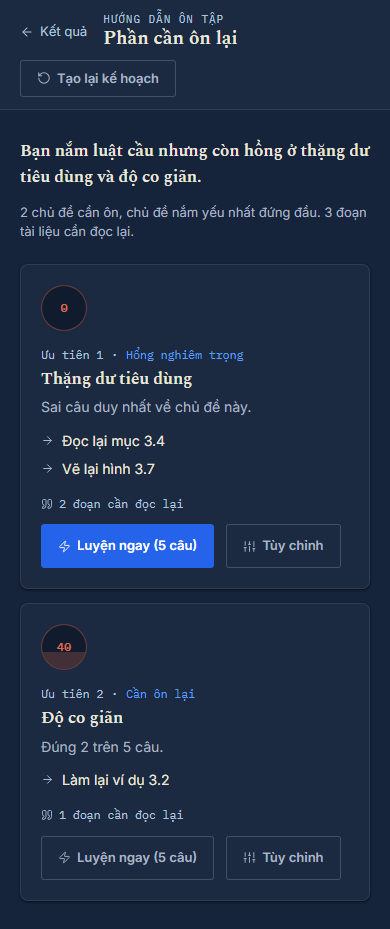 Kết quả
HƯỚNG DẪN ÔN TẬP
Phần cần ôn lại
Tạo lại kế hoạch
Bạn nắm luật cầu nhưng còn hổng ở thặng dư
tiêu dùng và độ co giãn.
2 chủ đề cần ôn, chủ đề nắm yếu nhất đứng đầu. 3 đoạn
tài liệu cần đọc lại.
0
Ưu tiên 1 · Hổng nghiêm trọng
Thặng dư tiêu dùng
Sai câu duy nhất về chủ đề này.
Đọc lại mục 3.4
Vẽ lại hình 3.7
2 đoạn cần đọc lại
Luyện ngay (5 câu)
Tùy chỉnh
40
Ưu tiên 2 · Cần ôn lại
Độ co giãn
Đúng 2 trên 5 câu.
Làm lại ví dụ 3.2
1 đoạn cần đọc lại
Luyện ngay (5 câu)
Tùy chỉnh